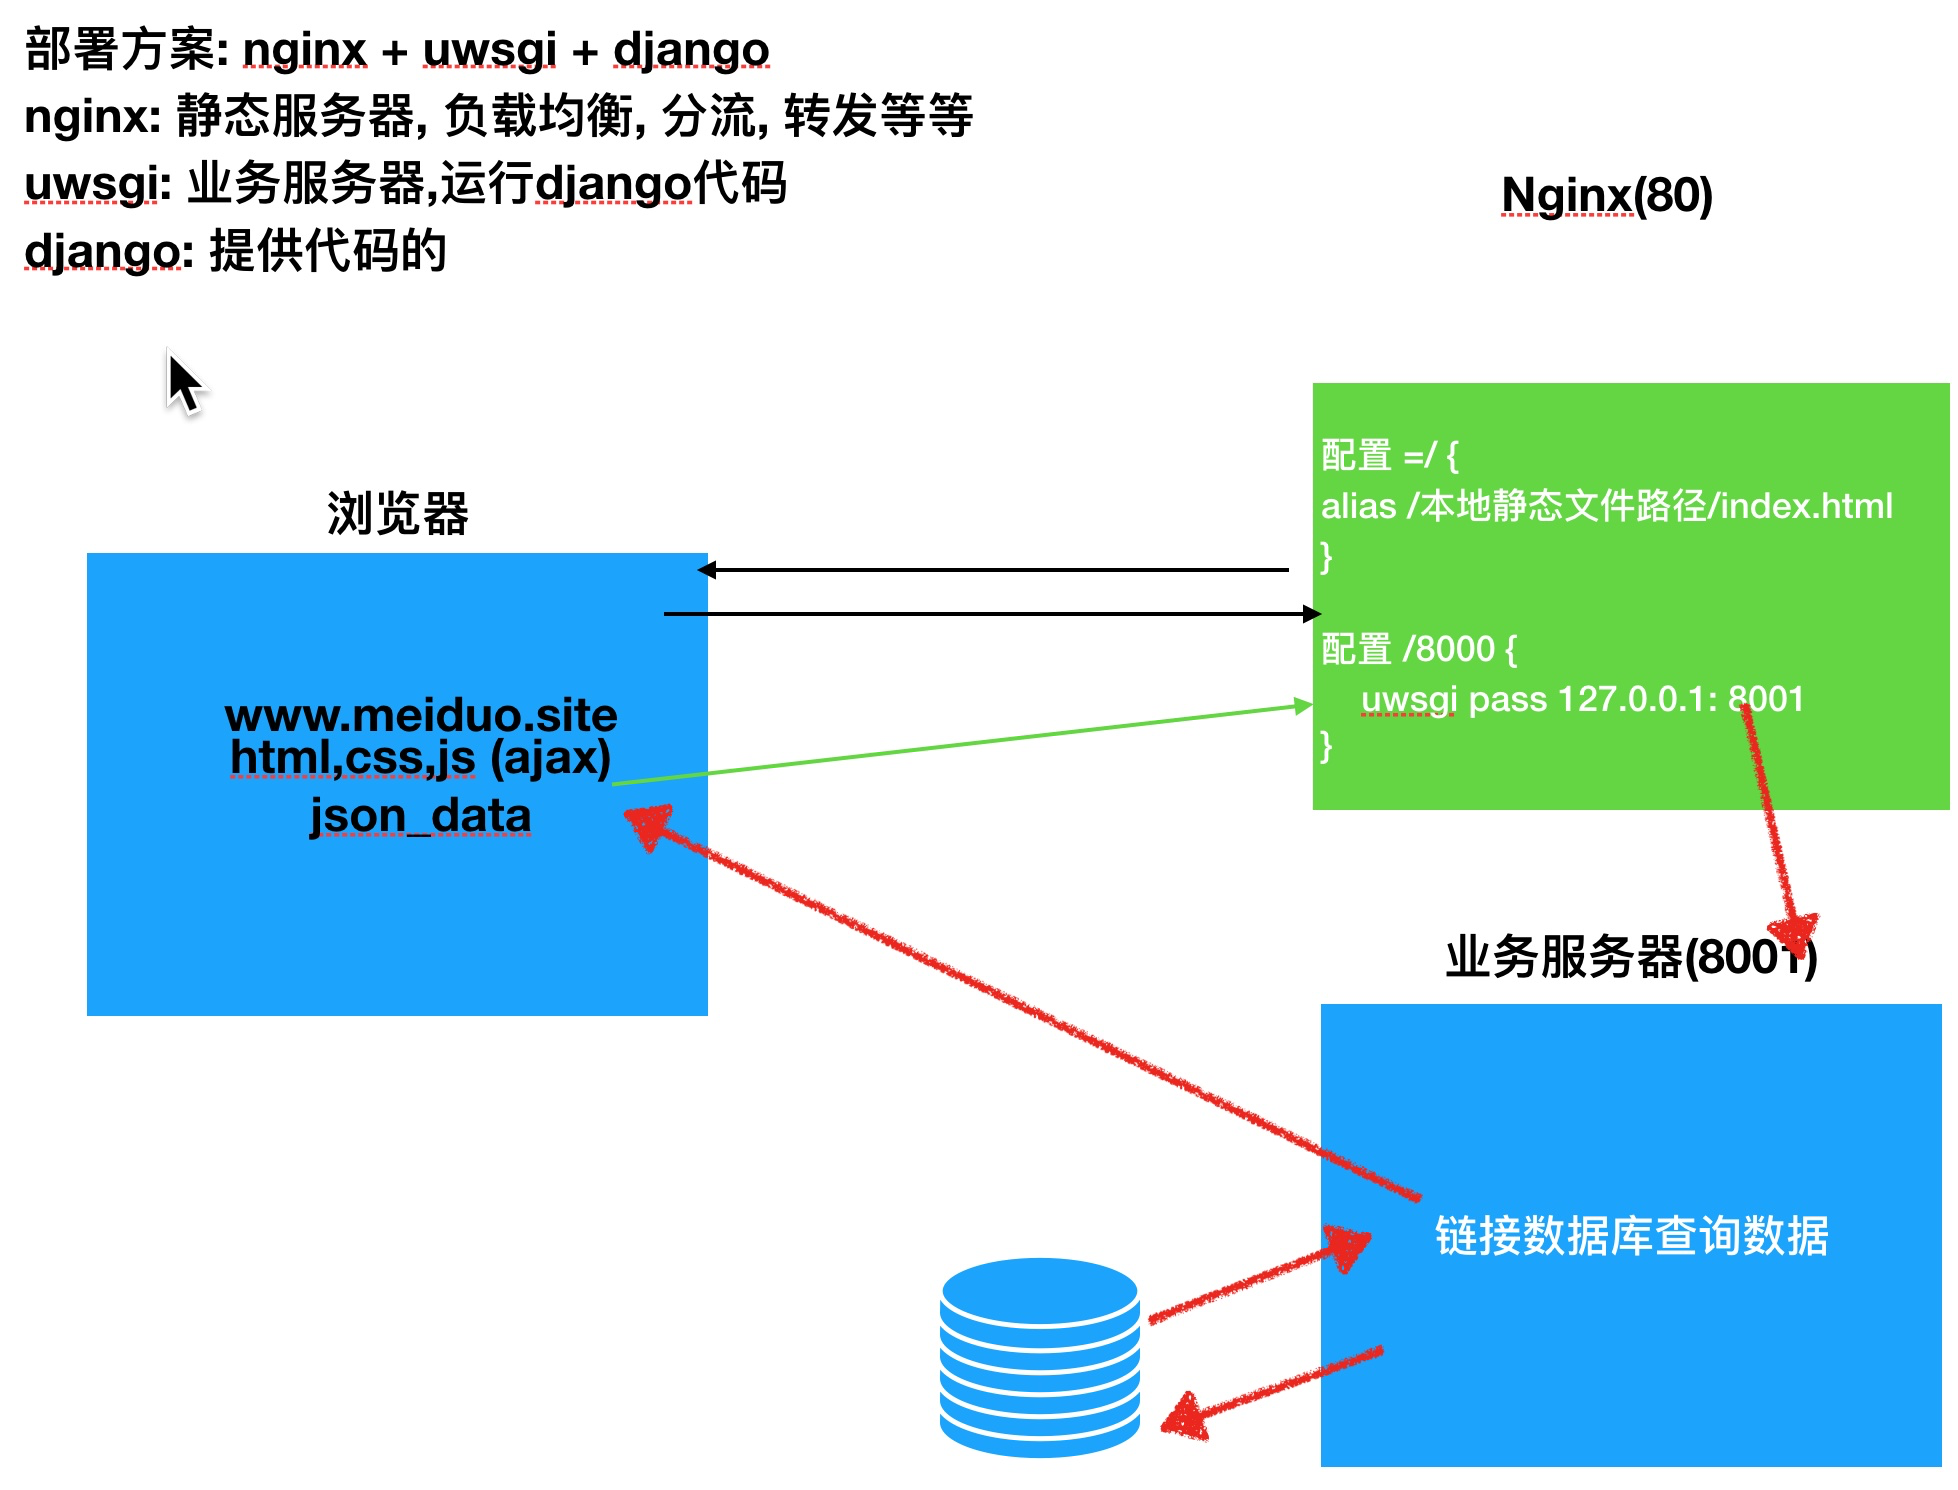 部署方案: nginx + uwsgi + django
nginx: 静态服务器, 负载均衡, 分流, 转发等等
uwsgi: 业务服务器,运行django代码
django: 提供代码的
Nginx(80)
配置 =/ {
alias /本地静态文件路径/index.html
}
配置 /8000 {
uwsgi pass 127.0.0.1: 8001
}
浏览器
www.meiduo.site
html,css,js (ajax)
json_data
业务服务器(8001)
链接数据库查询数据